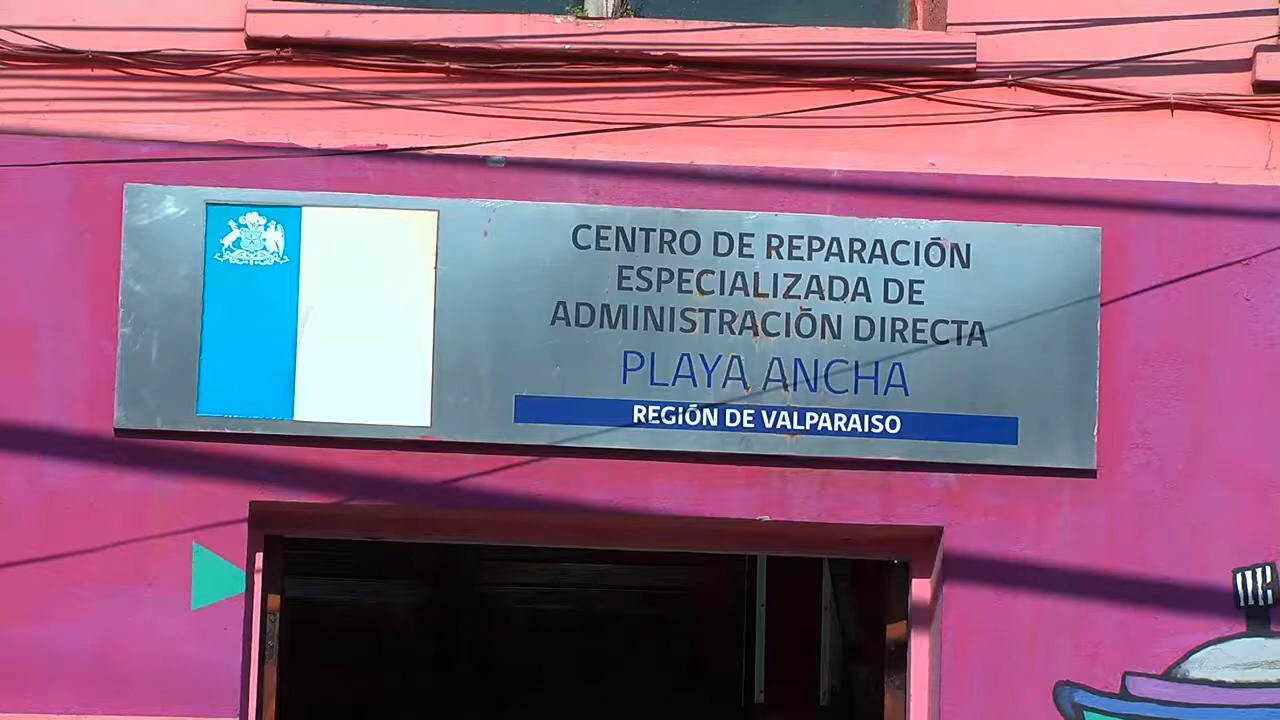 CENTRO DE REPARACIÓN
ESPECIALIZADA DE
ADMINISTRACIÓN DIRECTA
PLAYA ANCHA
REGIÓN DE VALPARAISO